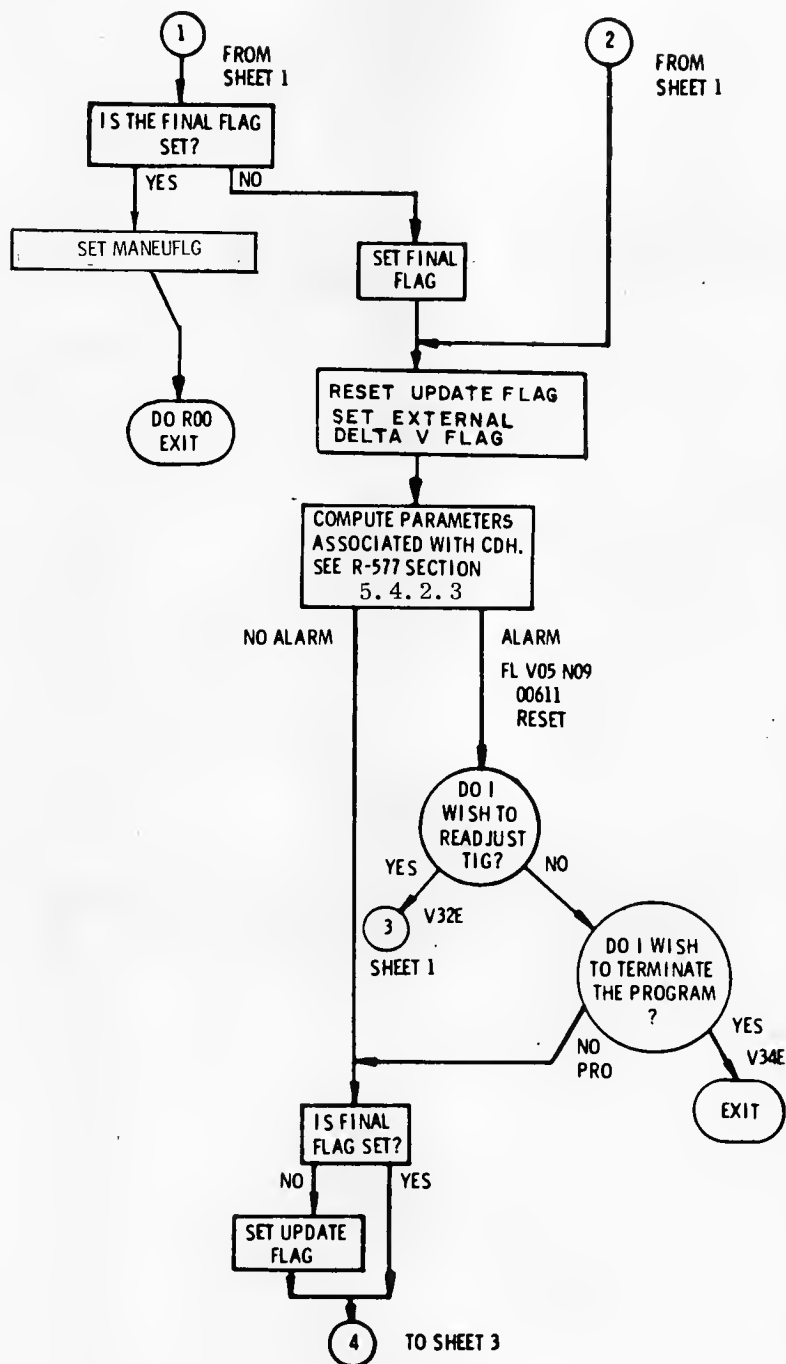 1
FROM
SHEET 1
2
FROM
SHEET 1
IS THE FINAL FLAG
SET?
YES
NO
SET MANEUFLG
SET FINAL
FLAG
DO R00
EXIT
RESET UPDATE FLAG
SET EXTERNAL
DELTA V FLAG
COMPUTE PARAMETERS
ASSOCIATED WITH CDH.
SEE R-577 SECTION
5.4.2.3
NO ALARM
ALARM
FL V05 N09
00611
RESET
DO I
WISH TO
READJUST
TIG?
YES
NO
V32E
3
SHEET 1
DO I WISH
TO TERMINATE
THE PROGRAM
?
NO
PRO
YES
V34E
EXIT
IS FINAL
FLAG SET?
NO
YES
SET UPDATE
FLAG
4
TO SHEET 3